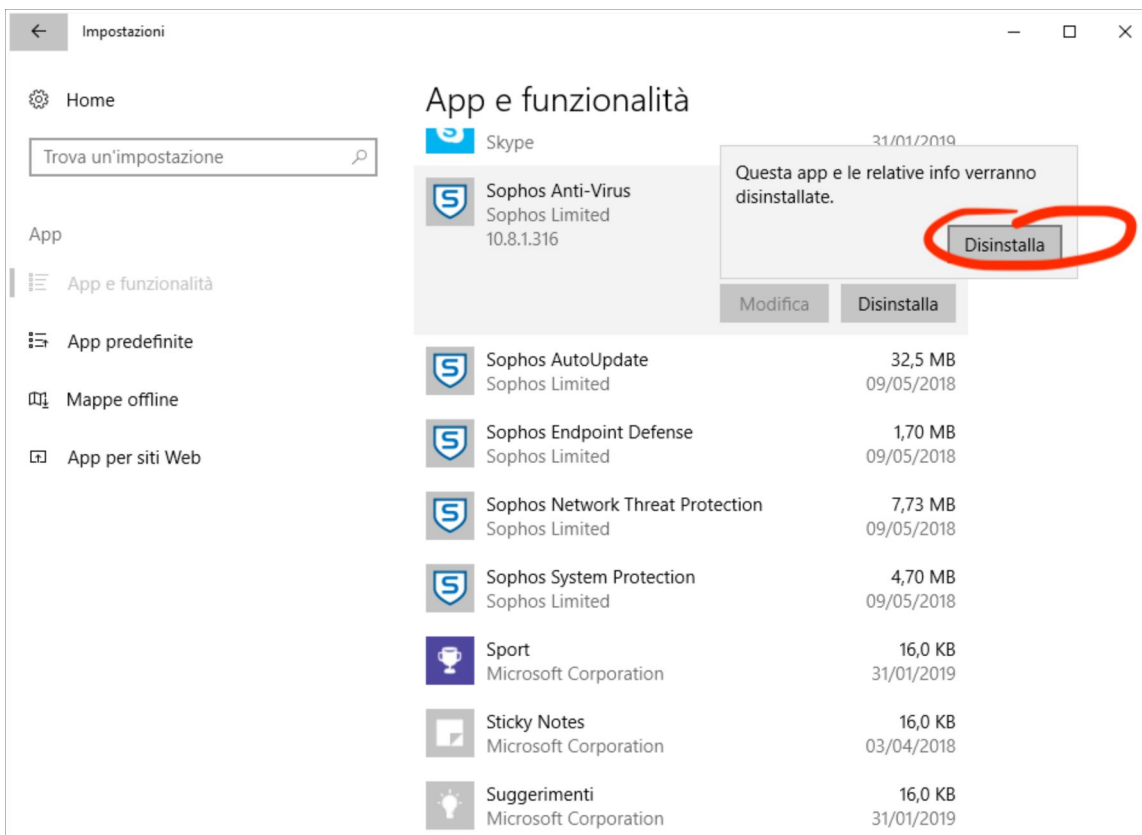 Impostazioni
Home
Trova un'impostazione
App
App e funzionalità
App predefinite
Mappe offline
App per siti Web
App e funzionalità
Skype
31/01/2019
Sophos Anti-Virus
Sophos Limited
10.8.1.316
Questa app e le relative info verranno
disinstallate.
Disinstalla
Modifica
Disinstalla
Sophos AutoUpdate 32,5 MB
Sophos Limited 09/05/2018
Sophos Endpoint Defense 1,70 MB
Sophos Limited 09/05/2018
Sophos Network Threat Protection 7,73 MB
Sophos Limited 09/05/2018
Sophos System Protection 4,70 MB
Sophos Limited 09/05/2018
Sport 16,0 KB
Microsoft Corporation 31/01/2019
Sticky Notes 16,0 KB
Microsoft Corporation 03/04/2018
Suggerimenti 16,0 KB
Microsoft Corporation 31/01/2019